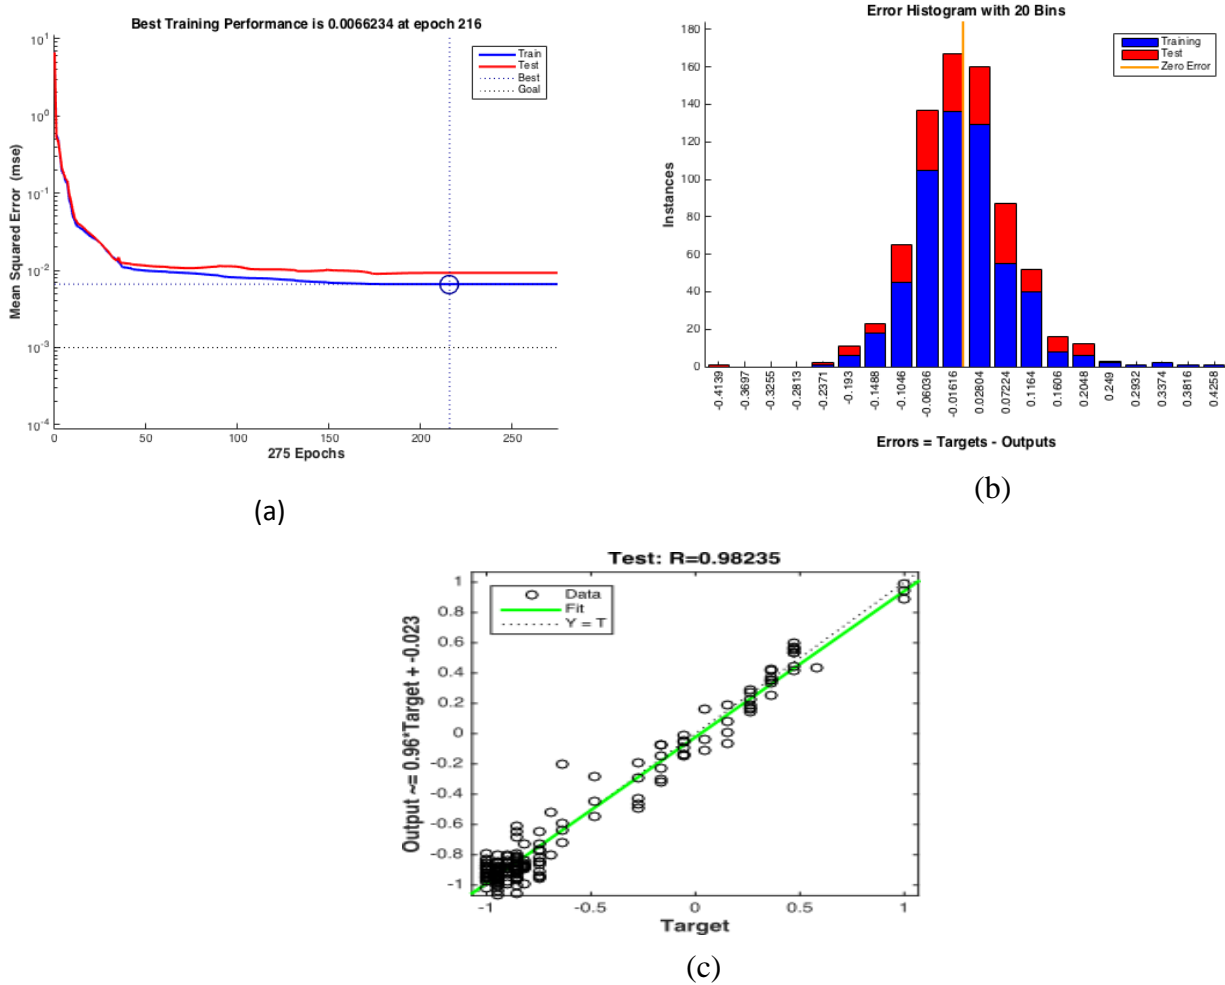 Best Training Performance is 0.0066234 at epoch 216
Mean Squared Error (mse)
10^1
10^0
10^-1
10^-2
10^-3
10^-4
Train
Test
Best
Goal
0 50 100 150 200 250
275 Epochs
(a)
Error Histogram with 20 Bins
Instances
180
160
140
120
100
80
60
40
20
0
Training
Test
Zero Error
-0.4139
-0.3697
-0.3255
-0.2813
-0.2371
-0.193
-0.1488
-0.1046
-0.06036
-0.01616
0.02804
0.07224
0.1164
0.1606
0.2048
0.249
0.2932
0.3374
0.3816
0.4258
Errors = Targets - Outputs
(b)
Test: R=0.98235
Output ~= 0.96*Target + -0.023
1
0.8
0.6
0.4
0.2
0
-0.2
-0.4
-0.6
-0.8
-1
Data
Fit
Y = T
-1 -0.5 0 0.5 1
Target
(c)